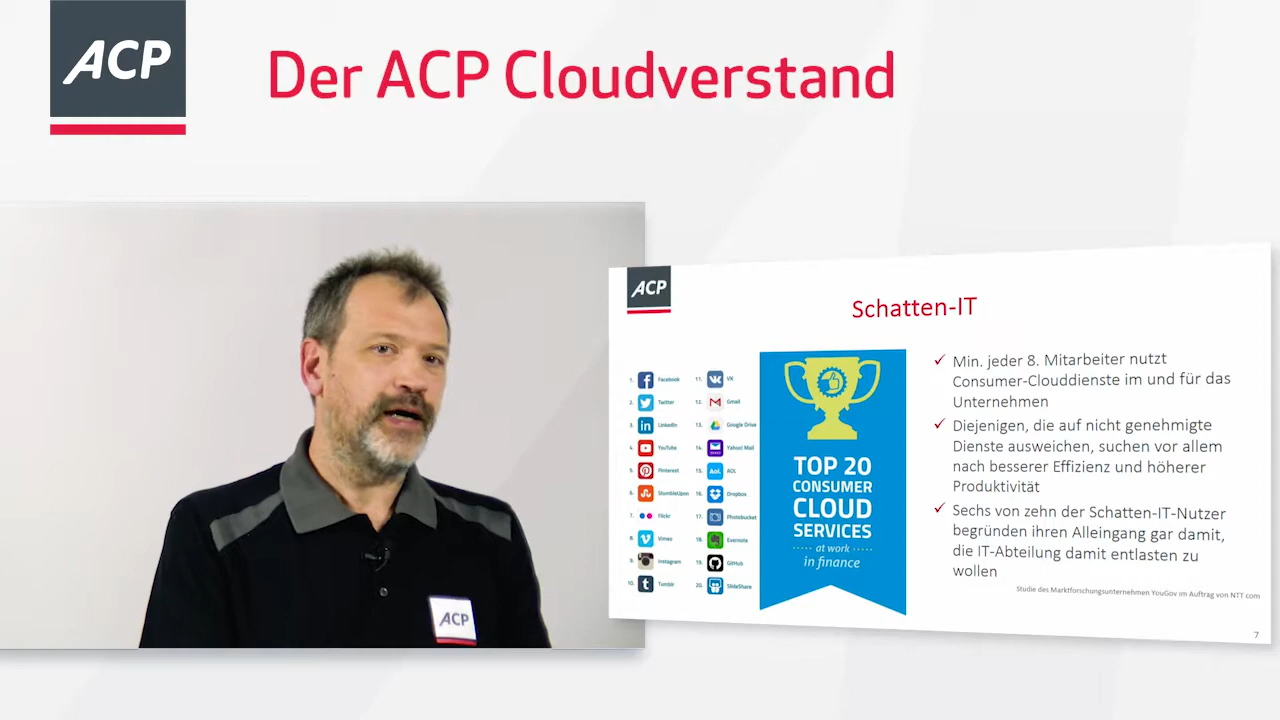 ACP
Der ACP Cloudverstand
ACP
ACP
Schatten-IT
1. Facebook
2. Twitter
3. LinkedIn
4. YouTube
5. Pinterest
6. StumbleUpon
7. Flickr
8. Vimeo
9. Instagram
10. Tumblr
11. VK
12. Gmail
13. Google Drive
14. Yahoo! Mail
15. AOL
16. Dropbox
17. Photobucket
18. Evernote
19. GitHub
20. SlideShare
TOP 20
CONSUMER
CLOUD
SERVICES
at work
in finance
Min. jeder 8. Mitarbeiter nutzt
Consumer-Clouddienste im und für das
Unternehmen
Diejenigen, die auf nicht genehmigte
Dienste ausweichen, suchen vor allem
nach besserer Effizienz und höherer
Produktivität
Sechs von zehn der Schatten-IT-Nutzer
begründen ihren Alleingang gar damit,
die IT-Abteilung damit entlasten zu
wollen
Studie des Marktforschungsunternehmen YouGov im Auftrag von NTT com
7